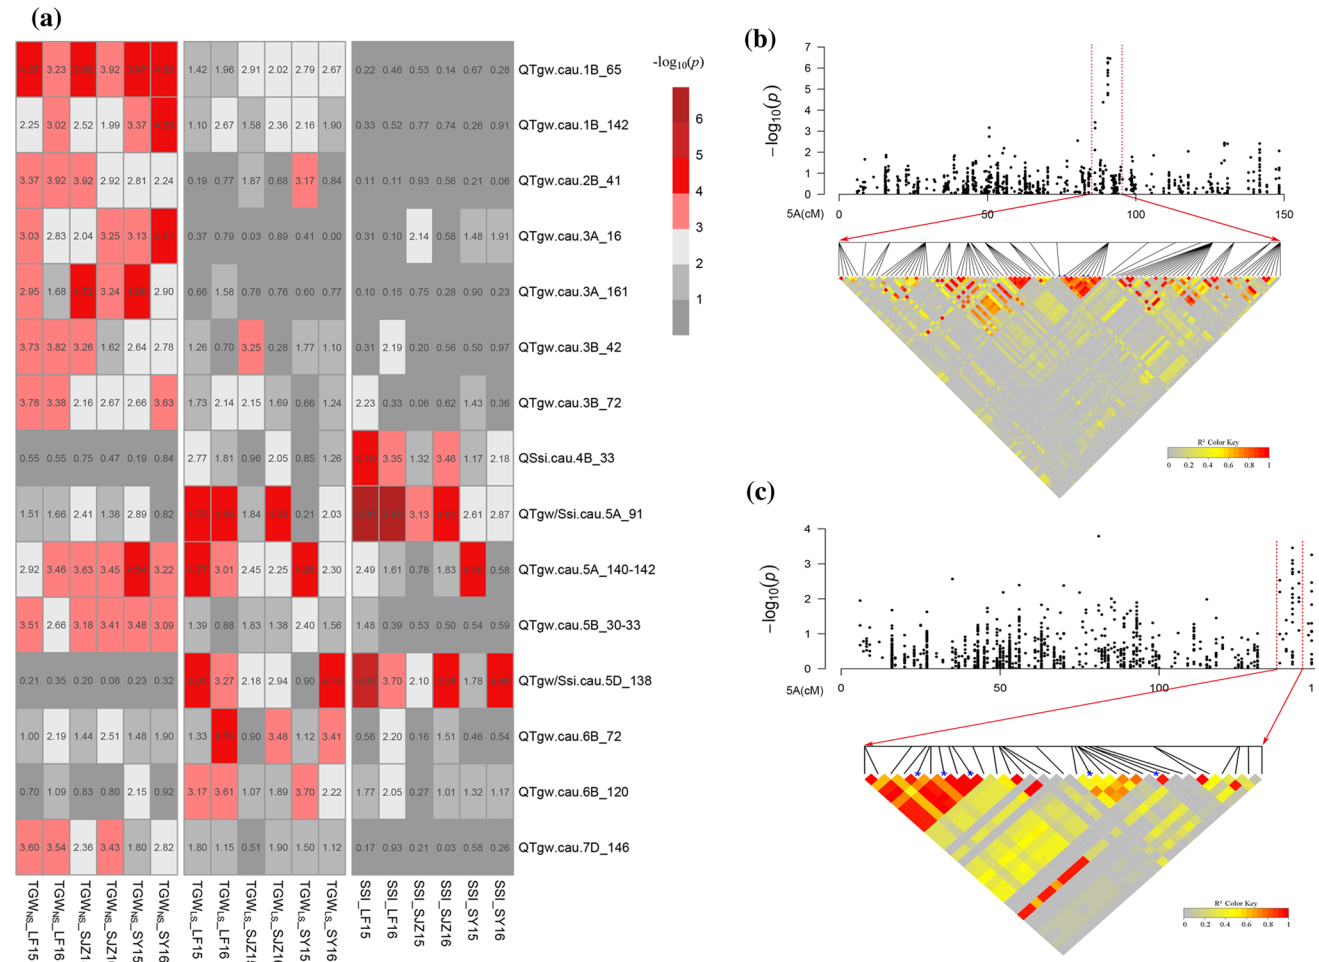 (a)
-log10(p)
6
5
4
3
2
1
3.23 3.92 1.42 1.96 2.91 2.02 2.79 2.67 0.22 0.46 0.53 0.14 0.67 0.28 QTgw.cau.1B_65
2.25 3.02 2.52 1.99 3.37 1.10 2.67 1.58 2.36 2.16 1.90 0.33 0.52 0.77 0.74 0.26 0.91 QTgw.cau.1B_142
3.37 3.92 3.92 2.92 2.81 2.24 0.19 0.77 1.87 0.68 3.17 0.84 0.11 0.11 0.93 0.56 0.21 0.06 QTgw.cau.2B_41
3.03 2.83 2.04 3.25 3.13 0.37 0.79 0.03 0.89 0.41 0.00 0.31 0.10 2.14 0.58 1.48 1.91 QTgw.cau.3A_16
2.95 1.68 3.24 2.90 0.66 1.58 0.28 0.76 0.28 0.77 0.10 0.15 0.75 0.28 0.90 0.23 QTgw.cau.3A_161
3.73 3.82 3.26 1.62 2.64 2.78 1.26 0.70 3.25 0.28 1.77 1.10 0.31 2.19 0.20 0.56 0.50 0.97 QTgw.cau.3B_42
3.78 3.38 2.16 2.67 2.66 3.63 1.73 2.14 2.15 1.69 0.66 1.24 2.23 0.33 0.06 0.62 1.43 0.36 QTgw.cau.3B_72
0.55 0.55 0.75 0.47 0.19 0.84 2.77 1.81 0.96 2.05 0.85 1.26 3.35 1.32 3.46 1.17 2.18 QSsi.cau.4B_33
1.51 1.66 2.41 1.38 2.89 0.82 1.84 0.21 2.03 3.13 2.61 2.87 QTgw/Ssi.cau.5A_91
2.92 3.46 3.63 3.45 3.22 3.01 2.45 2.25 2.30 2.49 1.61 0.78 1.83 0.58 QTgw.cau.5A_140-142
3.51 2.66 3.18 3.41 3.48 3.09 1.39 0.88 1.83 1.38 2.40 1.56 1.48 0.39 0.53 0.50 0.54 0.59 QTgw.cau.5B_30-33
0.21 0.35 0.20 0.08 0.23 0.32 3.27 2.18 2.94 0.90 3.70 2.10 1.78 QTgw/Ssi.cau.5D_138
1.00 2.19 1.44 2.51 1.48 1.90 1.33 0.90 3.48 1.12 3.41 0.56 2.20 0.16 1.51 0.46 0.54 QTgw.cau.6B_72
0.70 1.09 0.83 0.80 2.15 0.92 3.17 3.61 1.07 1.89 3.70 2.22 1.77 2.05 0.27 1.01 1.32 1.17 QTgw.cau.6B_120
3.60 3.54 2.36 3.43 1.80 2.82 1.80 1.15 0.51 1.90 1.50 1.12 0.17 0.93 0.21 0.03 0.58 0.26 QTgw.cau.7D_146
TGWNS_LF15
TGWNS_LF16
TGWNS_SJZ1
TGWNS_SJZ16
TGWNS_SY15
TGWNS_SY16
TGWLS_LF15
TGWLS_LF16
TGWLS_SJZ15
TGWLS_SJZ16
TGWLS_SY15
TGWLS_SY16
SSI_LF15
SSI_LF16
SSI_SJZ15
SSI_SJZ16
SSI_SY15
SSI_SY16
(b)
−log10(p)
7
6
5
4
3
2
1
0
5A(cM) 0 50 100 150
R² Color Key
0 0.17 0.4 0.6 0.8 1
(c)
−log10(p)
4
3
2
1
0
5A(cM) 0 50 100 1
R² Color Key
0 0.2 0.4 0.6 0.8 1